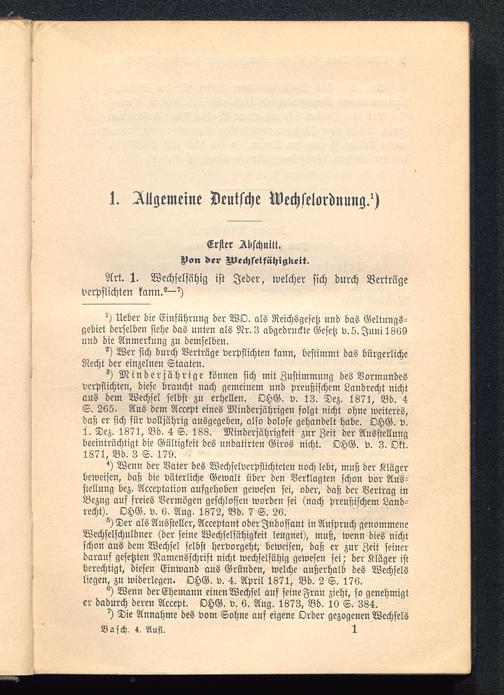 1. Allgemeine Deutsche Wechselordnung.¹)
Erster Abschnitt.
Von der Wechselfähigkeit.
Art. 1. Wechselfähig ist Jeder, welcher sich durch Verträge
verpflichten kann.²—⁷)
¹) Ueber die Einführung der WO. als Reichsgesetz und das Geltungs-
gebiet derselben siehe das unten als Nr. 3 abgedruckte Gesetz v. 5. Juni 1869
und die Anmerkung zu demselben.
²) Wer sich durch Verträge verpflichten kann, bestimmt das bürgerliche
Recht der einzelnen Staaten.
³) Minderjährige können sich mit Zustimmung des Vormundes
verpflichten, diese braucht nach gemeinem und preußischem Landrecht nicht
aus dem Wechsel selbst zu erhellen. OHG. v. 13. Dez. 1871, Bd. 4
S. 265. Aus dem Accept eines Minderjährigen folgt nicht ohne weiteres,
daß er sich für volljährig ausgegeben, also dolose gehandelt habe. OHG. v.
1. Dez. 1871, Bd. 4 S. 188. Minderjährigkeit zur Zeit der Ausstellung
beeinträchtigt die Gültigkeit des undatirten Giros nicht. OHG. v. 3. Okt.
1871, Bd. 3 S. 179.
⁴) Wenn der Vater des Wechselverpflichteten noch lebt, muß der Kläger
beweisen, daß die väterliche Gewalt über den Verklagten schon vor Aus-
stellung bez. Acceptation aufgehoben gewesen sei, oder, daß der Vertrag in
Bezug auf freies Vermögen geschlossen worden sei (nach preußischem Land-
recht). OHG. v. 6. Aug. 1872, Bd. 7 S. 26.
⁵) Der als Aussteller, Acceptant oder Indossant in Anspruch genommene
Wechselschuldner (der seine Wechselfähigkeit leugnet), muß, wenn dies nicht
schon aus dem Wechsel selbst hervorgeht, beweisen, daß er zur Zeit seiner
darauf gesetzten Namensschrift nicht wechselfähig gewesen sei; der Kläger ist
berechtigt, diesen Einwand aus Gründen, welche außerhalb des Wechsels
liegen, zu widerlegen. OHG. v. 4. April 1871, Bd. 2 S. 176.
⁶) Wenn der Ehemann einen Wechsel auf seine Frau zieht, so genehmigt
er dadurch deren Accept. OHG. v. 6. Aug. 1873, Bd. 10 S. 384.
⁷) Die Annahme des vom Sohne auf eigene Order gezogenen Wechsels
Basch. 4. Aufl. 1